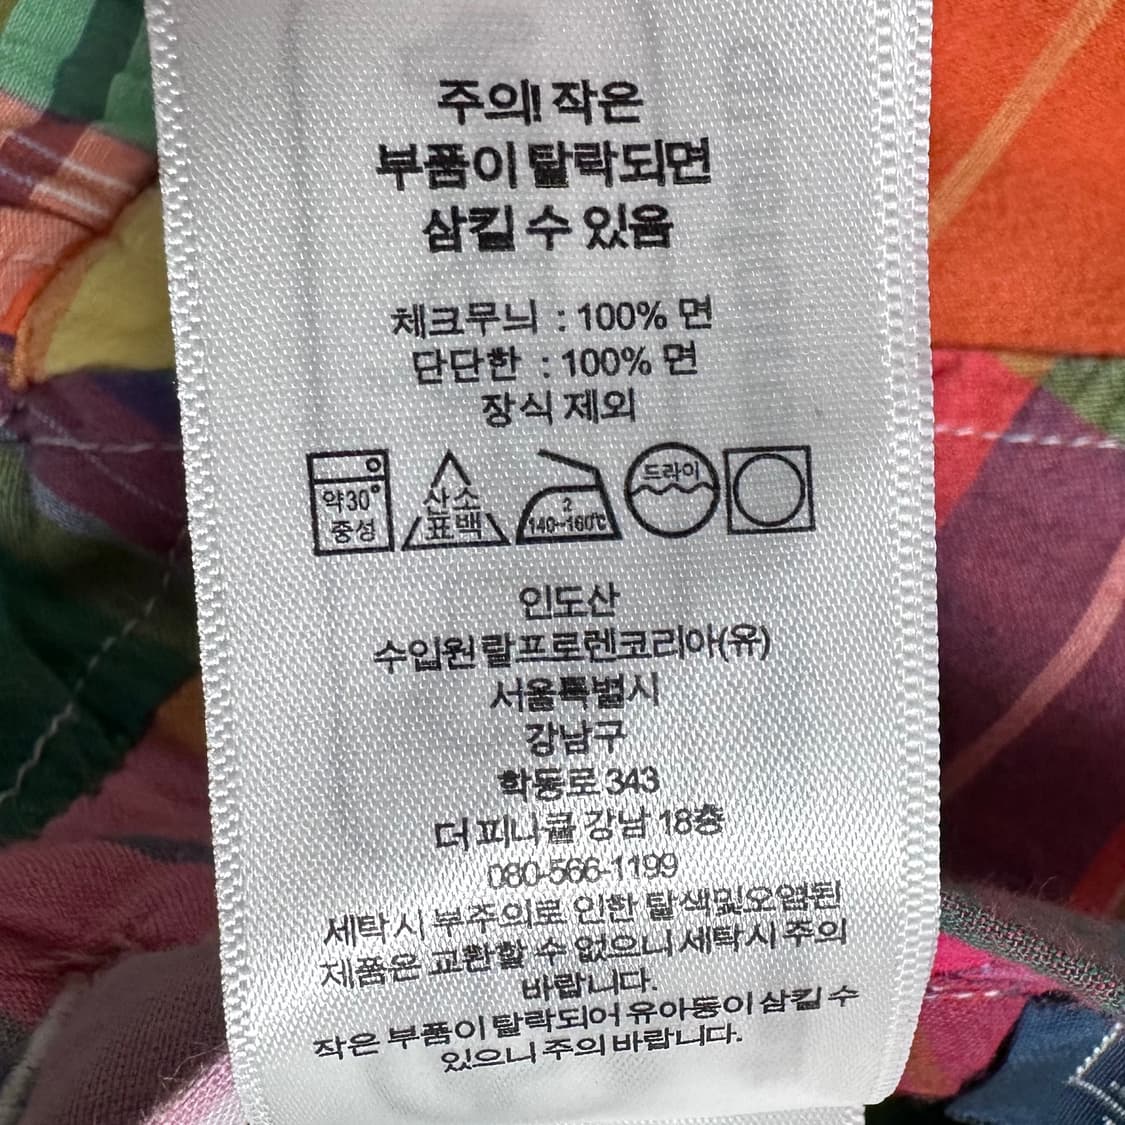 주의! 작은
부품이 탈락되면
삼킬 수 있음
체크무늬 : 100% 면
단단한 : 100% 면
장식 제외
약30°
중성
산소
표백
2
140~160℃
드라이
인도산
수입원 랄프로렌코리아(유)
서울특별시
강남구
학동로 343
더 피나클 강남 18층
080-566-1199
세탁시 부주의로 인한 탈색및오염된
제품은 교환할 수 없으니 세탁시 주의
바랍니다.
작은 부품이 탈락되어 유아동이 삼킬 수
있으니 주의 바랍니다.